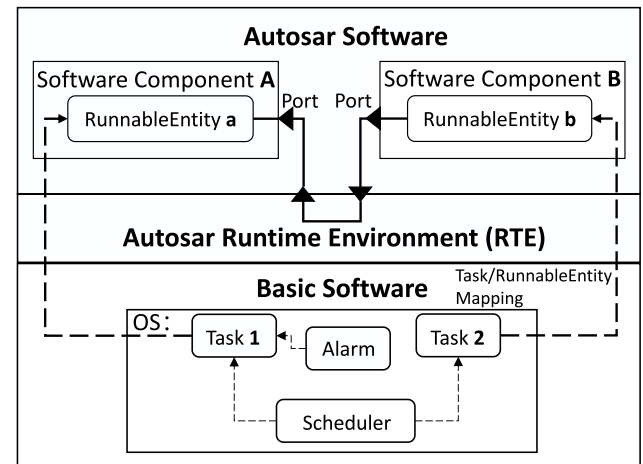 Autosar Software
Software Component A
Software Component B
Port
Port
RunnableEntity a
RunnableEntity b
Autosar Runtime Environment (RTE)
Basic Software
Task/RunnableEntity
Mapping
OS:
Task 1
Alarm
Task 2
Scheduler